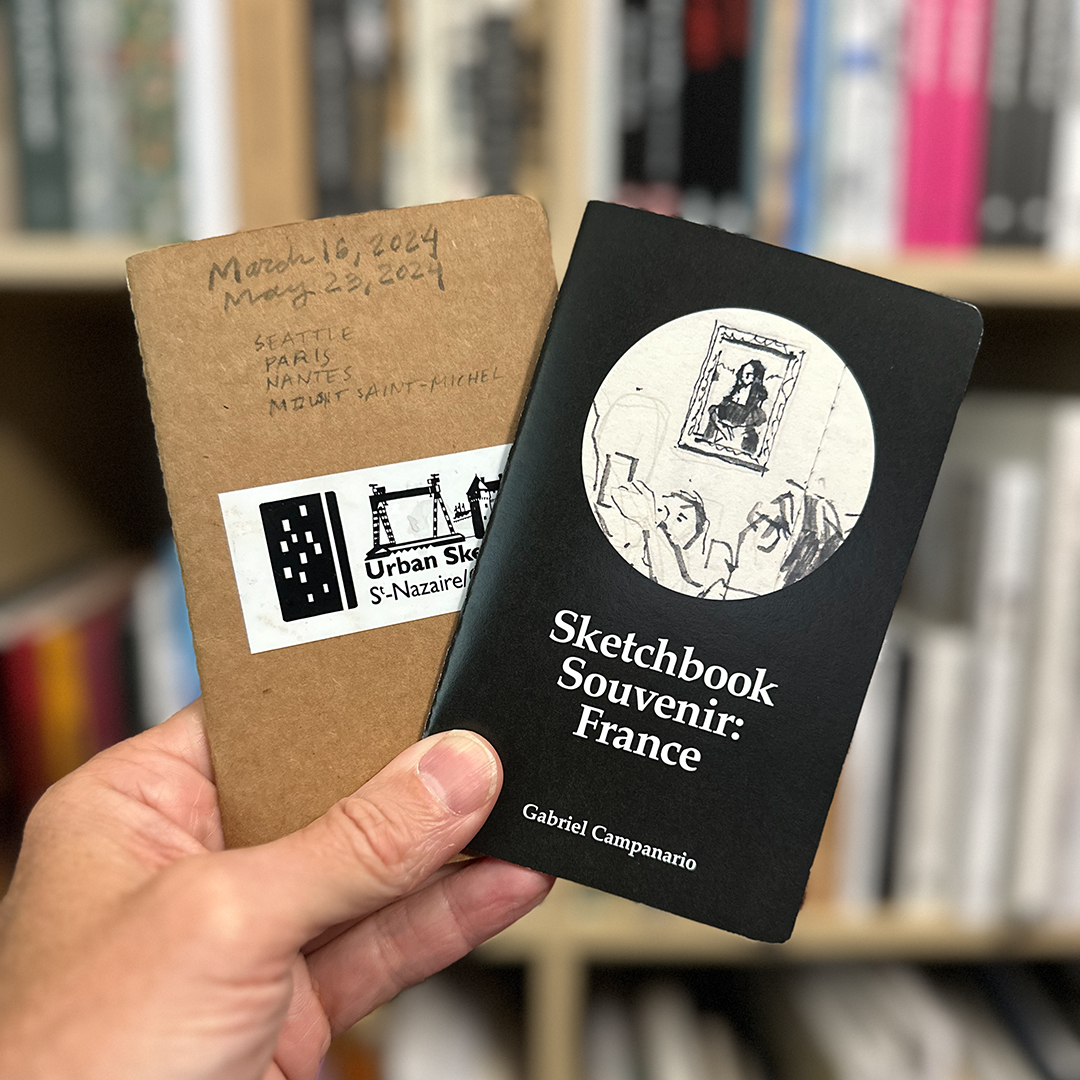 March 16, 2024
May 23, 2024
SEATTLE
PARIS
NANTES
MOUNT SAINT-MICHEL
Urban Ske
St-Nazaire/
Sketchbook
Souvenir:
France
Gabriel Campanario